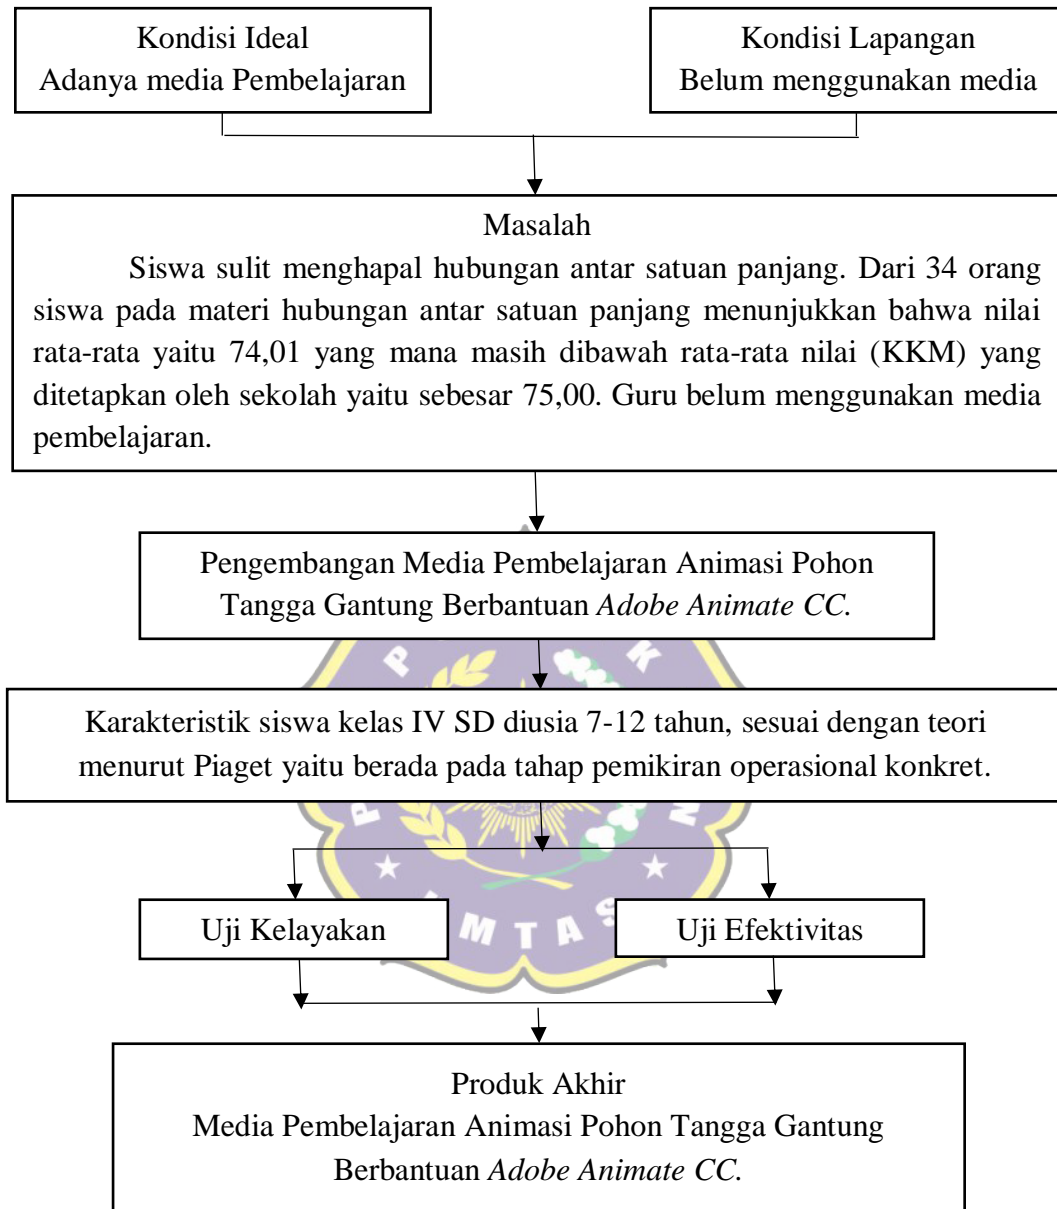 Kondisi Ideal
Adanya media Pembelajaran
Kondisi Lapangan
Belum menggunakan media
Masalah
Siswa sulit menghapal hubungan antar satuan panjang. Dari 34 orang
siswa pada materi hubungan antar satuan panjang menunjukkan bahwa nilai
rata-rata yaitu 74,01 yang mana masih dibawah rata-rata nilai (KKM) yang
ditetapkan oleh sekolah yaitu sebesar 75,00. Guru belum menggunakan media
pembelajaran.
Pengembangan Media Pembelajaran Animasi Pohon
Tangga Gantung Berbantuan Adobe Animate CC.
Karakteristik siswa kelas IV SD diusia 7-12 tahun, sesuai dengan teori
menurut Piaget yaitu berada pada tahap pemikiran operasional konkret.
Uji Kelayakan
Uji Efektivitas
Produk Akhir
Media Pembelajaran Animasi Pohon Tangga Gantung
Berbantuan Adobe Animate CC.